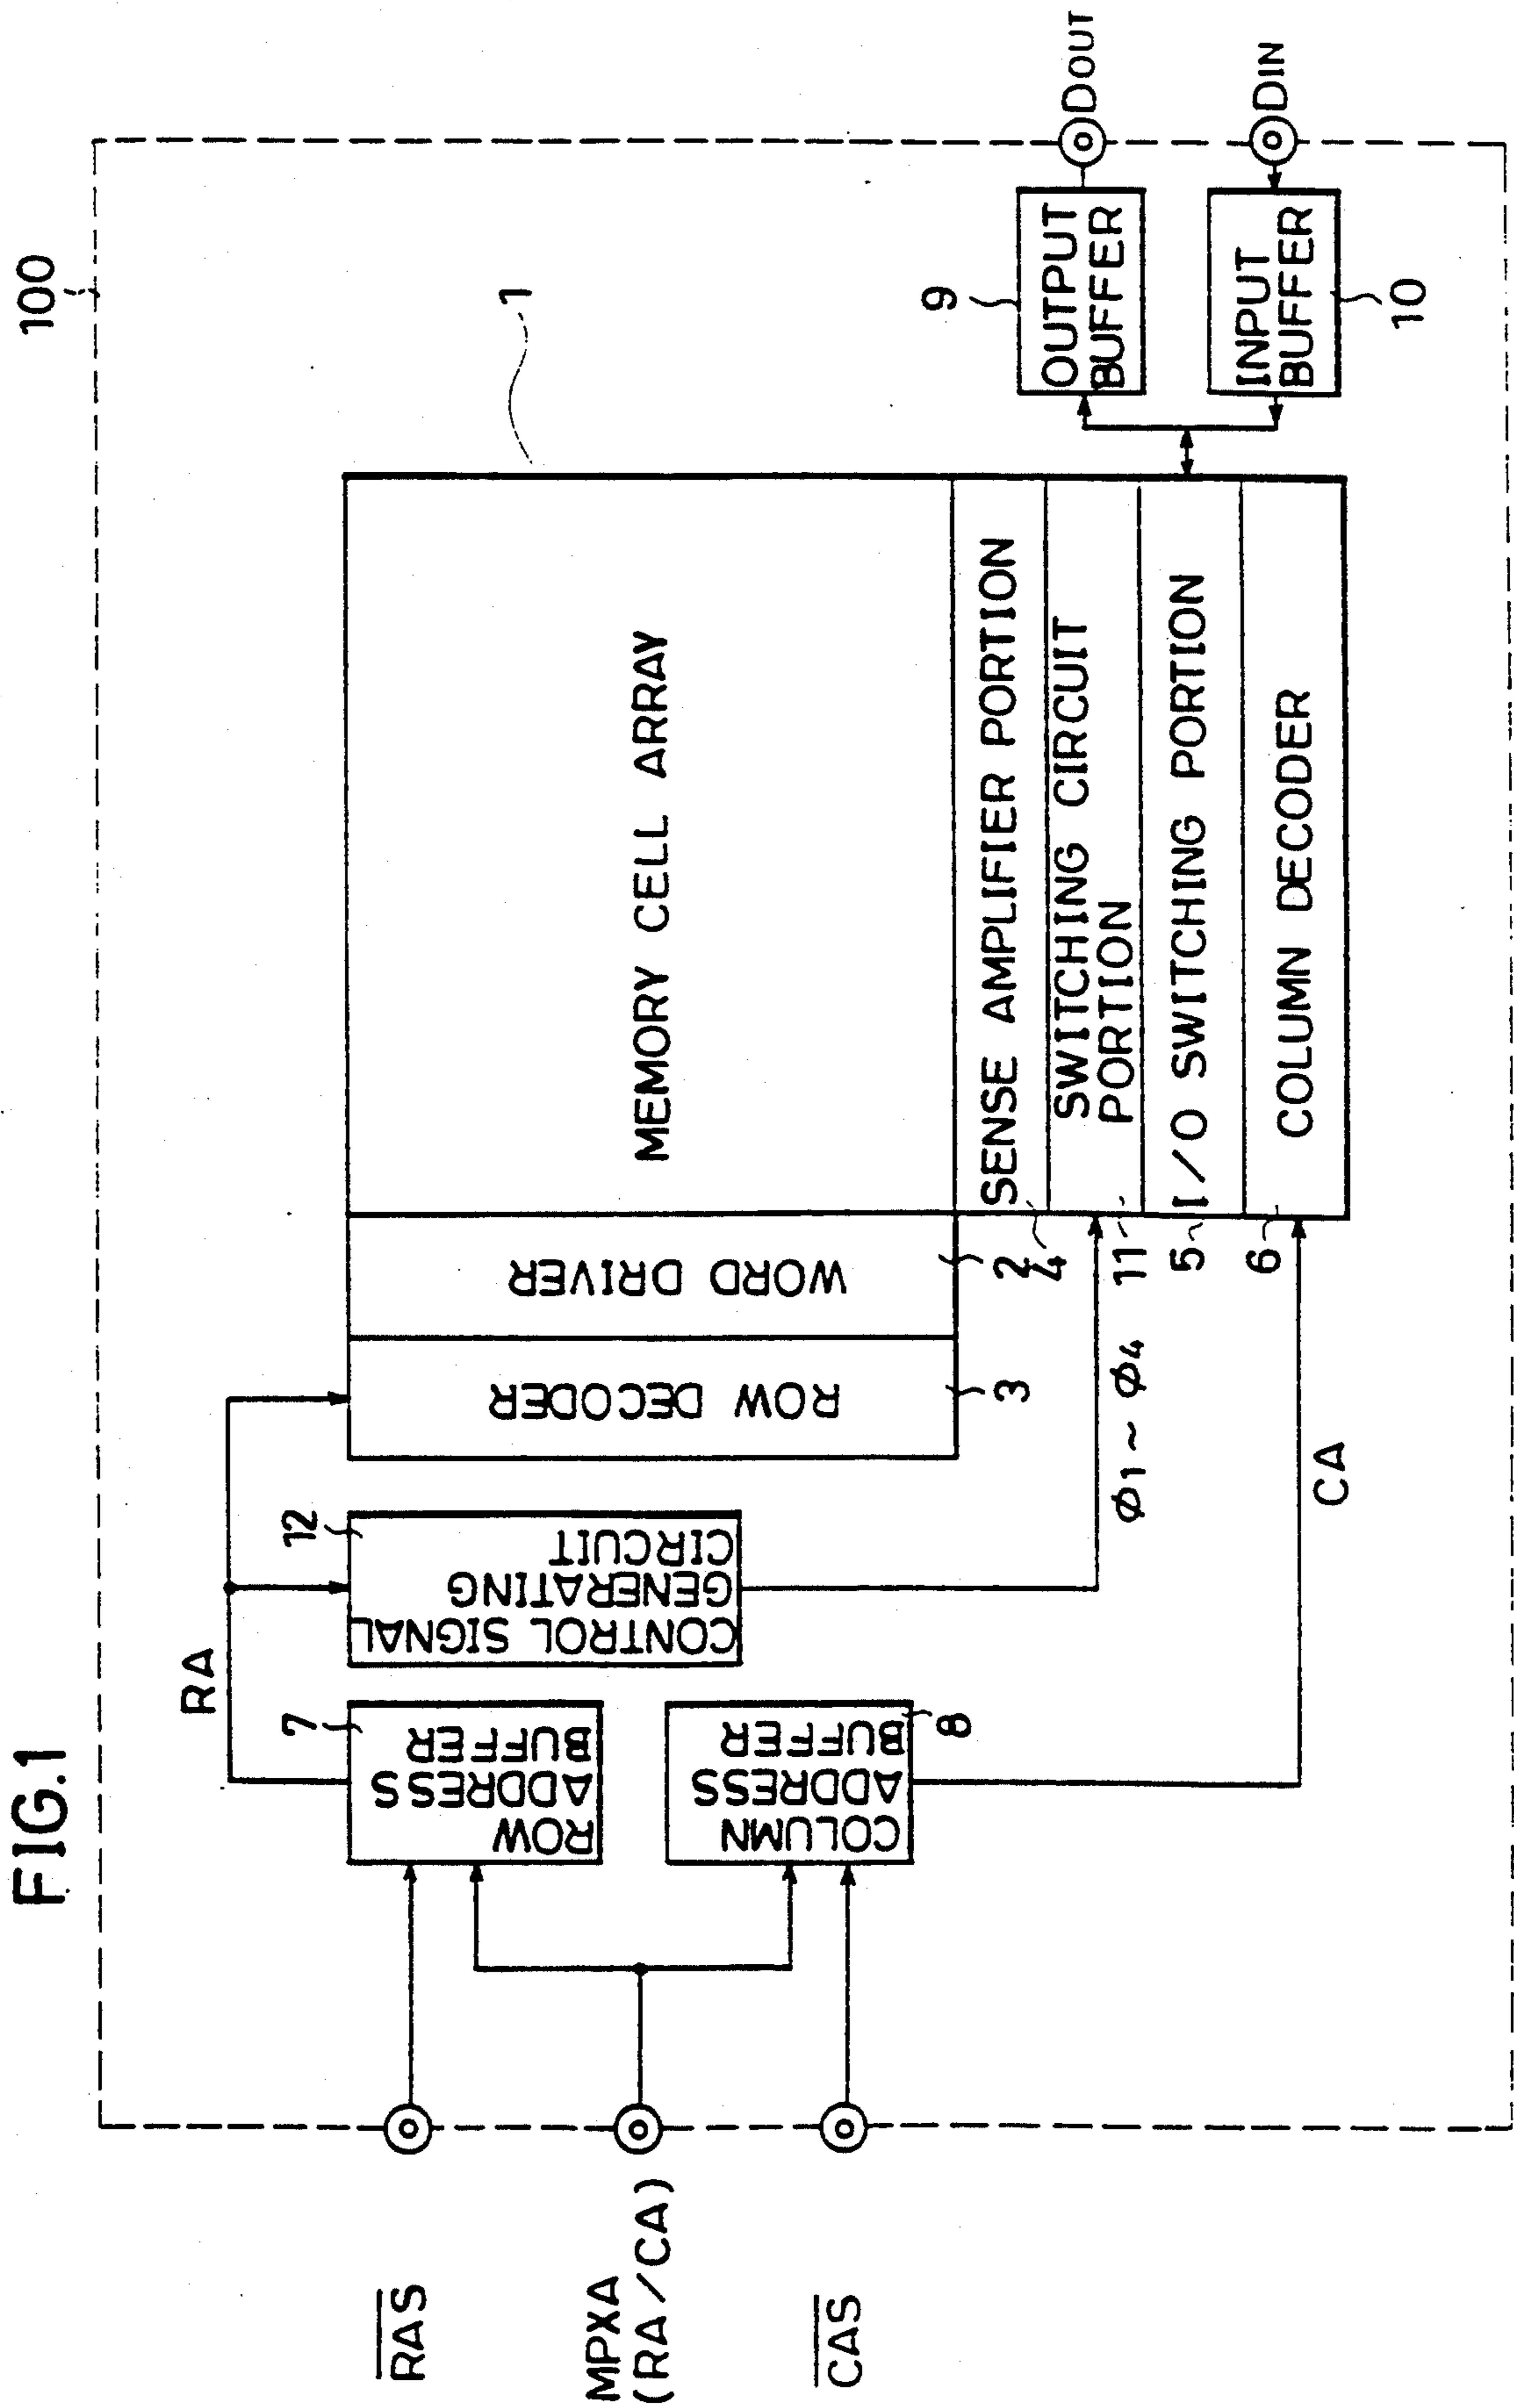 FIG.1
100
RA
7
12
1
ROW
ADDRESS
BUFFER
CONTROL SIGNAL
GENERATING
CIRCUIT
ROW DECODER
WORD DRIVER
MEMORY CELL ARRAY
RAS
MPXA
(RA/CA)
CAS
COLUMN
ADDRESS
BUFFER
8
3
2
4
SENSE AMPLIFIER PORTION
11
SWITCHING CIRCUIT
PORTION
5
I/O SWITCHING PORTION
6
COLUMN DECODER
φ1 ~ φ4
CA
9
OUTPUT
BUFFER
DOUT
INPUT
BUFFER
DIN
10